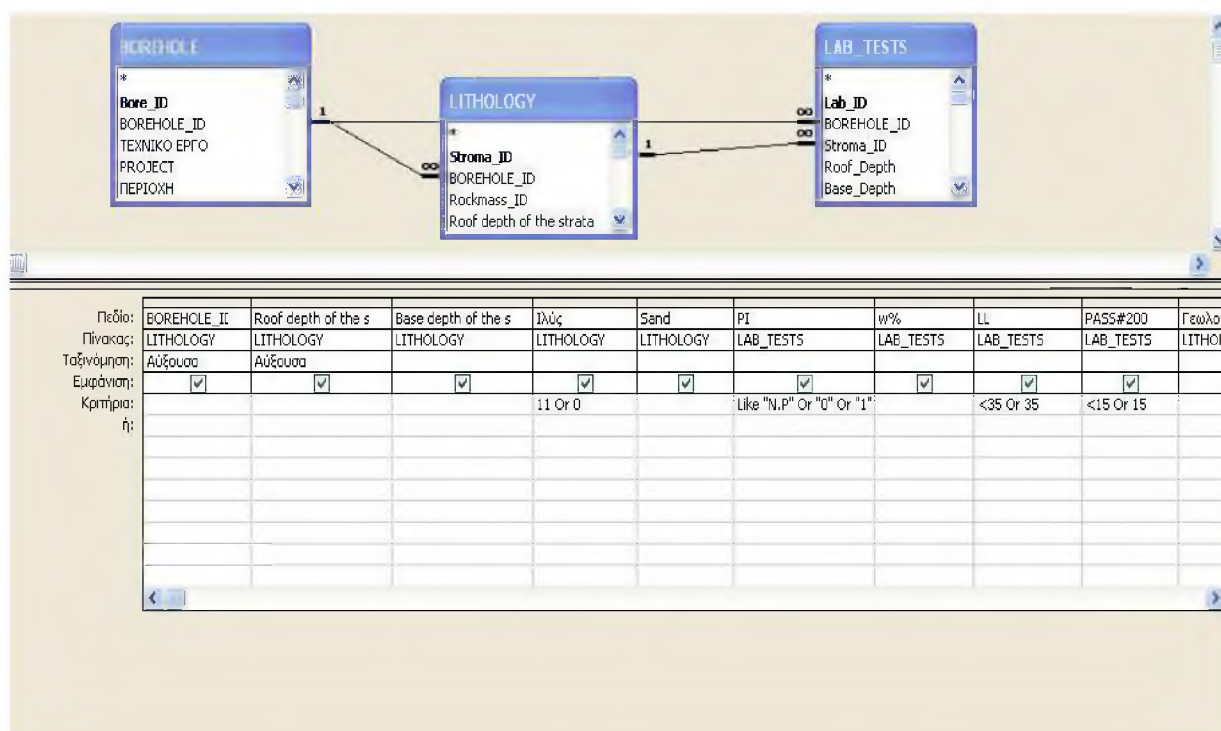 BOREHOLE
*
Bore_ID
BOREHOLE_ID
ΤΕΧΝΙΚΟ ΕΡΓΟ
PROJECT
ΠΕΡΙΟΧΗ
1
∞
LITHOLOGY
*
Stroma_ID
BOREHOLE_ID
Rockmass_ID
Roof depth of the strata
1
∞
∞
LAB_TESTS
*
Lab_ID
BOREHOLE_ID
Stroma_ID
Roof_Depth
Base_Depth
Πεδίο: BOREHOLE_II Roof depth of the s Base depth of the s Ιλύς Sand PI w% LL PASS#200 Γεωλο
Πίνακας: LITHOLOGY LITHOLOGY LITHOLOGY LITHOLOGY LITHOLOGY LAB_TESTS LAB_TESTS LAB_TESTS LAB_TESTS LITHOL
Ταξινόμηση: Αύξουσα Αύξουσα
Εμφάνιση:
Κριτήρια: 11 Or 0 Like "N.P" Or "0" Or "1" <35 Or 35 <15 Or 15
ή: